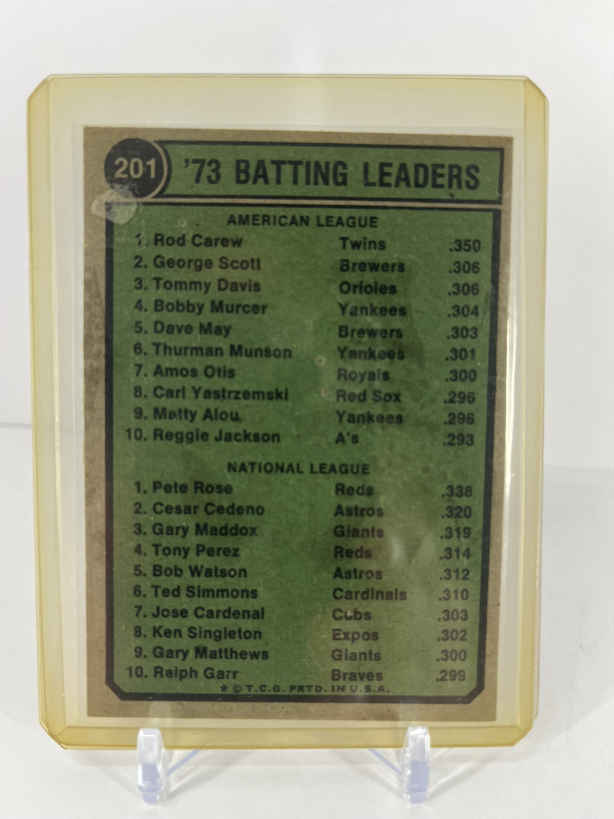 201 '73 BATTING LEADERS
AMERICAN LEAGUE
1. Rod Carew Twins .350
2. George Scott Brewers .306
3. Tommy Davis Orioles .306
4. Bobby Murcer Yankees .304
5. Dave May Brewers .303
6. Thurman Munson Yankees .301
7. Amos Otis Royals .300
8. Carl Yastrzemski Red Sox .296
9. Matty Alou Yankees .296
10. Reggie Jackson A's .293
NATIONAL LEAGUE
1. Pete Rose Reds .338
2. Cesar Cedeno Astros .320
3. Gary Maddox Giants .319
4. Tony Perez Reds .314
5. Bob Watson Astros .312
6. Ted Simmons Cardinals .310
7. Jose Cardenal Cubs .303
8. Ken Singleton Expos .302
9. Gary Matthews Giants .300
10. Ralph Garr Braves .299
★ © T.C.G. PRTD. IN U.S.A.